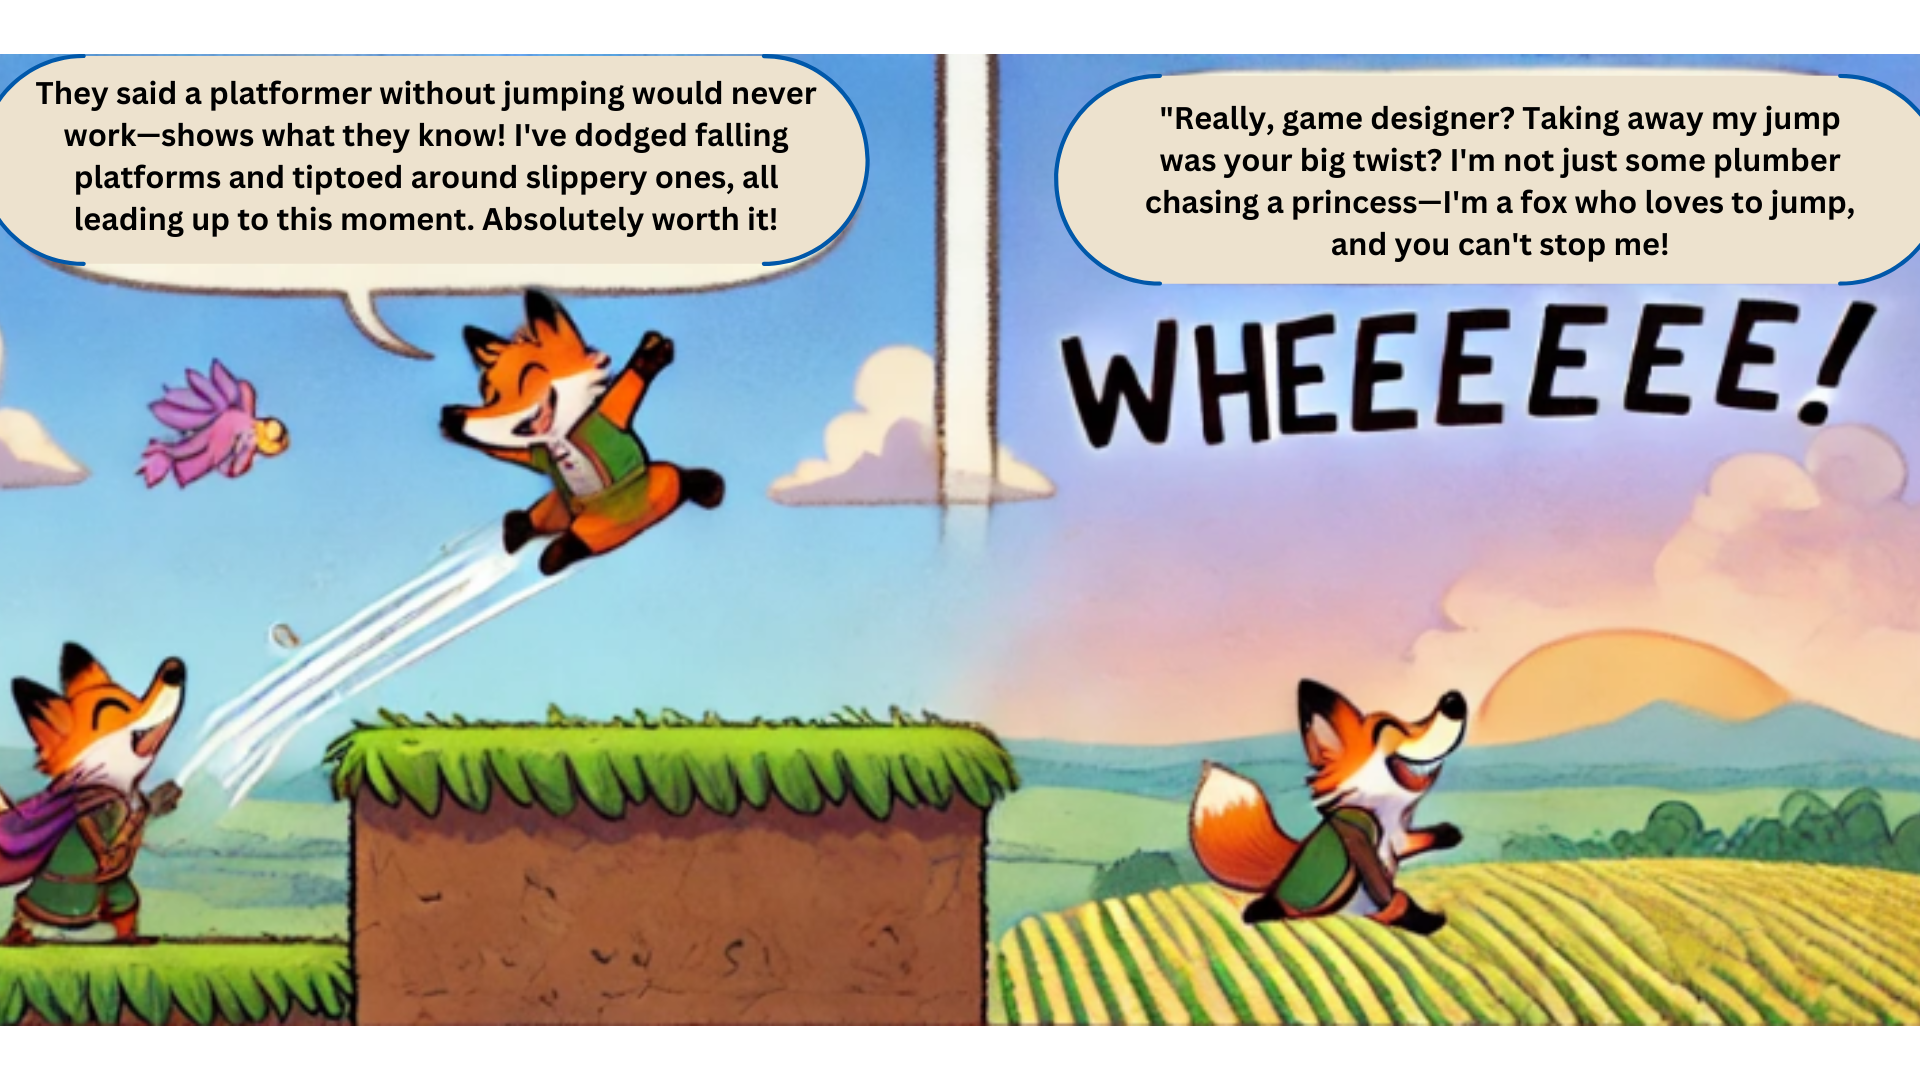 They said a platformer without jumping would never
work—shows what they know! I've dodged falling
platforms and tiptoed around slippery ones, all
leading up to this moment. Absolutely worth it!
"Really, game designer? Taking away my jump
was your big twist? I'm not just some plumber
chasing a princess—I'm a fox who loves to jump,
and you can't stop me!
WHEEEEEE!